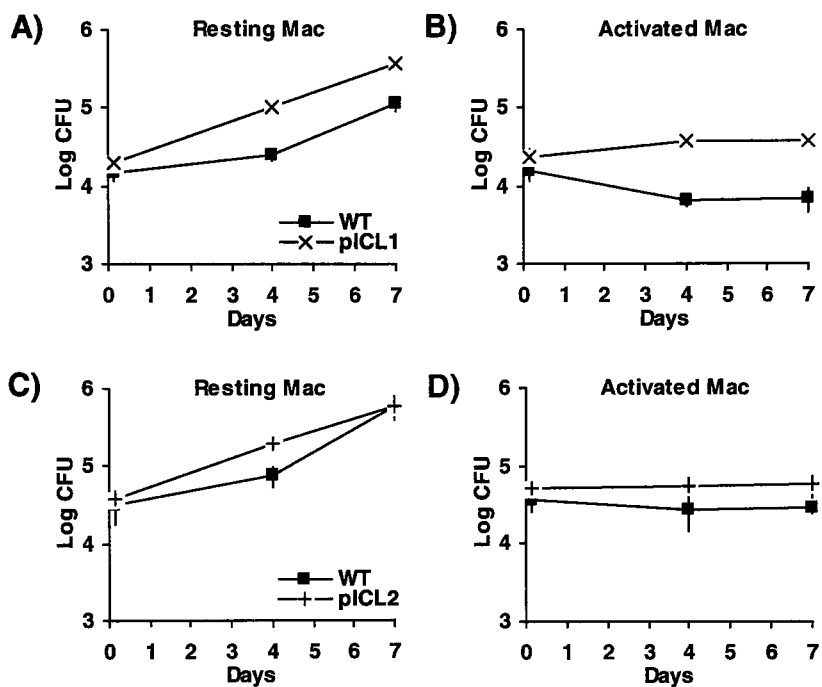 A)
Resting Mac
6
5
4
3
Log CFU
WT
pICL1
0 1 2 3 4 5 6 7
Days
B)
Activated Mac
6
5
4
3
Log CFU
0 1 2 3 4 5 6 7
Days
C)
Resting Mac
6
5
4
3
Log CFU
WT
pICL2
0 1 2 3 4 5 6 7
Days
D)
Activated Mac
6
5
4
3
Log CFU
0 1 2 3 4 5 6 7
Days